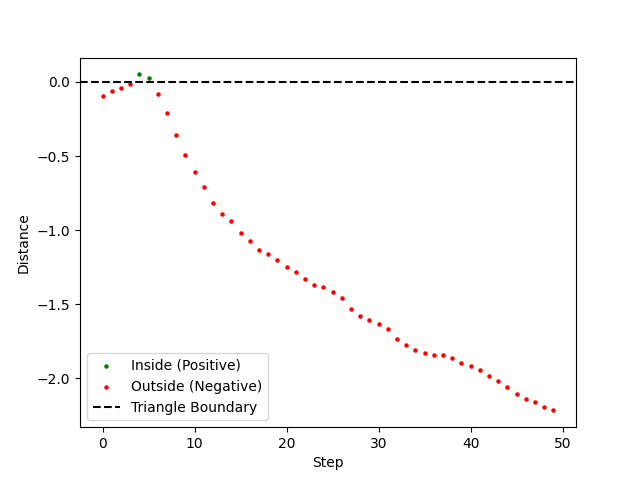 0.0
−0.5
−1.0
−1.5
−2.0
Distance
Inside (Positive)
Outside (Negative)
Triangle Boundary
0 10 20 30 40 50
Step